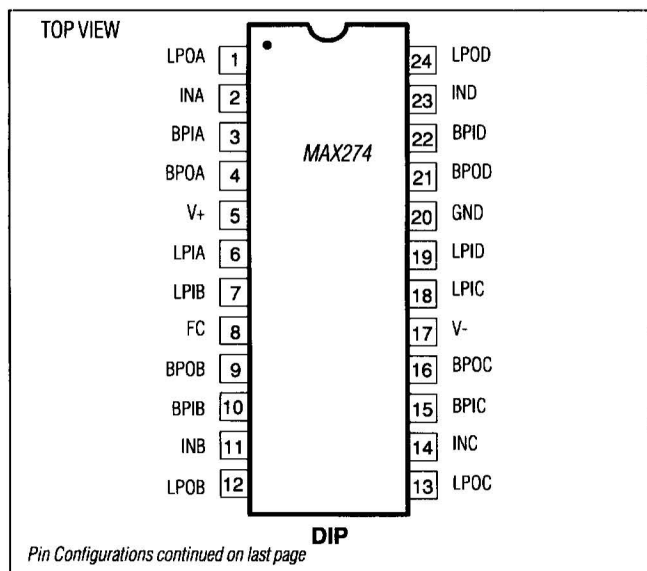 TOP VIEW
LPOA 1 24 LPOD
INA 2 23 IND
BPIA 3 22 BPID
MAX274
BPOA 4 21 BPOD
V+ 5 20 GND
LPIA 6 19 LPID
LPIB 7 18 LPIC
FC 8 17 V-
BPOB 9 16 BPOC
BPIB 10 15 BPIC
INB 11 14 INC
LPOB 12 13 LPOC
DIP
Pin Configurations continued on last page